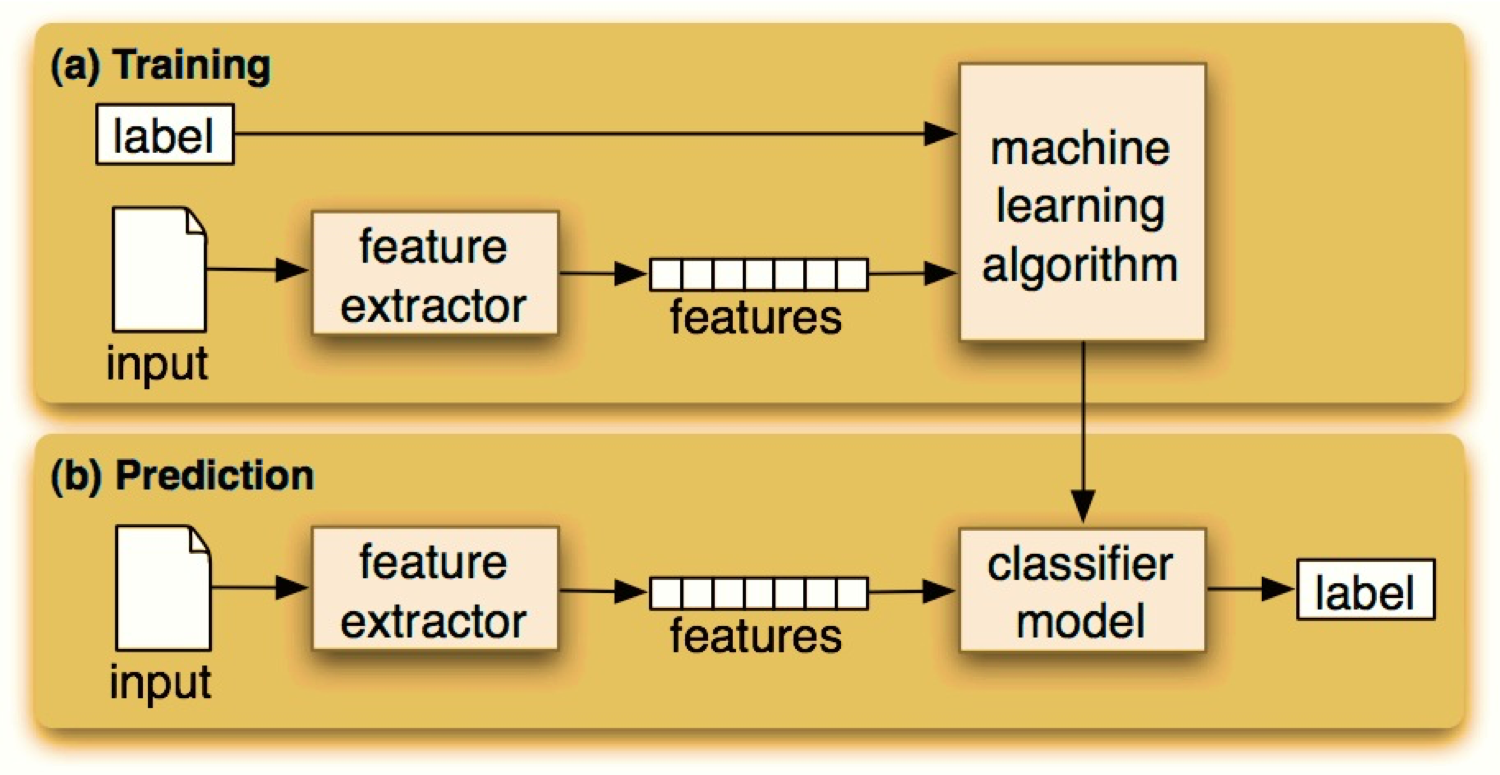 (a) Training
label
machine
learning
algorithm
feature
extractor
features
input
(b) Prediction
feature
extractor
features
classifier
model
label
input